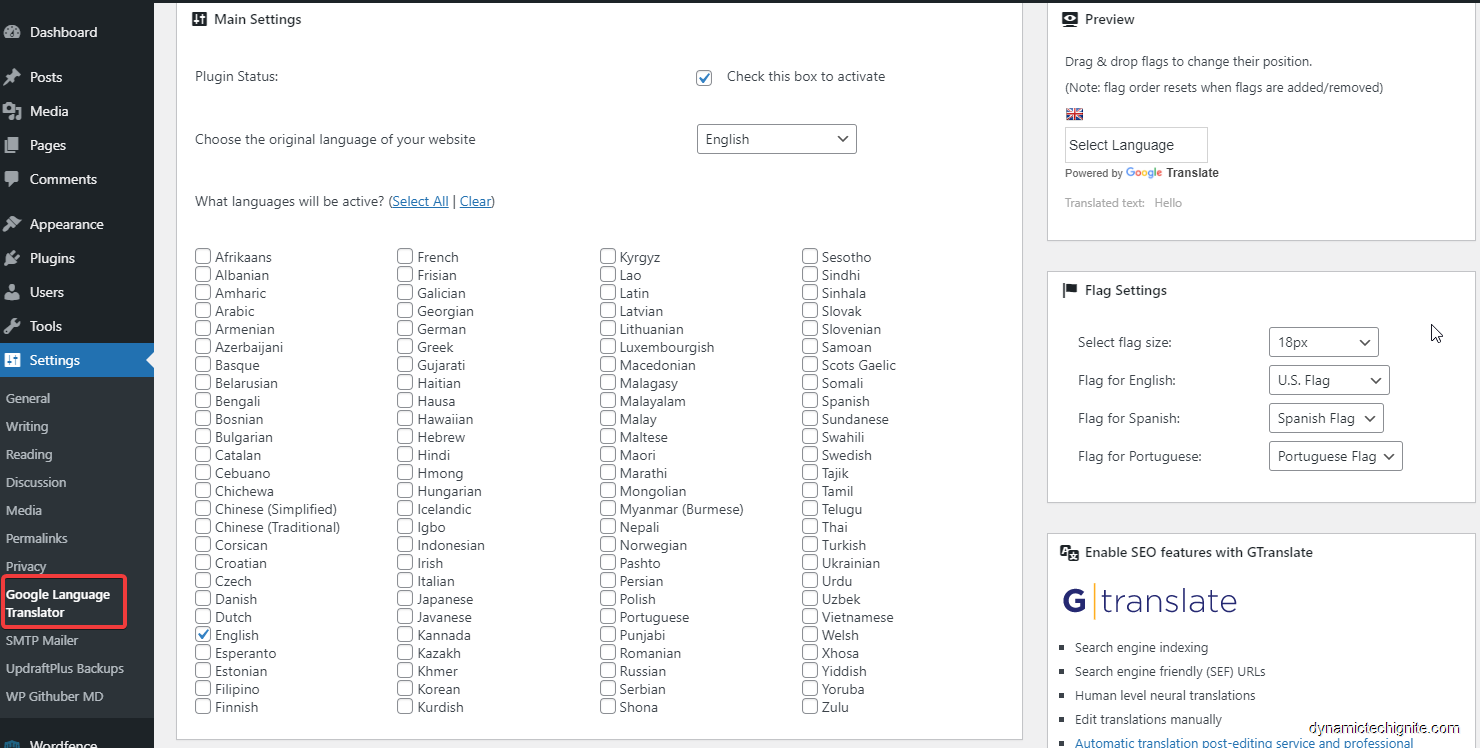 Dashboard
Posts
Media
Pages
Comments
Appearance
Plugins
Users
Tools
Settings
General
Writing
Reading
Discussion
Media
Permalinks
Privacy
Google Language
Translator
SMTP Mailer
UpdraftPlus Backups
WP Githuber MD
Wordfence
Main Settings
Plugin Status:
Check this box to activate
Choose the original language of your website
English
What languages will be active? (Select All | Clear)
Afrikaans
Albanian
Amharic
Arabic
Armenian
Azerbaijani
Basque
Belarusian
Bengali
Bosnian
Bulgarian
Catalan
Cebuano
Chichewa
Chinese (Simplified)
Chinese (Traditional)
Corsican
Croatian
Czech
Danish
Dutch
English
Esperanto
Estonian
Filipino
Finnish
French
Frisian
Galician
Georgian
German
Greek
Gujarati
Haitian
Hausa
Hawaiian
Hebrew
Hindi
Hmong
Hungarian
Icelandic
Igbo
Indonesian
Irish
Italian
Japanese
Javanese
Kannada
Kazakh
Khmer
Korean
Kurdish
Kyrgyz
Lao
Latin
Latvian
Lithuanian
Luxembourgish
Macedonian
Malagasy
Malayalam
Malay
Maltese
Maori
Marathi
Mongolian
Myanmar (Burmese)
Nepali
Norwegian
Pashto
Persian
Polish
Portuguese
Punjabi
Romanian
Russian
Serbian
Shona
Sesotho
Sindhi
Sinhala
Slovak
Slovenian
Samoan
Scots Gaelic
Somali
Spanish
Sundanese
Swahili
Swedish
Tajik
Tamil
Telugu
Thai
Turkish
Ukrainian
Urdu
Uzbek
Vietnamese
Welsh
Xhosa
Yiddish
Yoruba
Zulu
Preview
Drag & drop flags to change their position.
(Note: flag order resets when flags are added/removed)
Select Language
Powered by Google Translate
Translated text: Hello
Flag Settings
Select flag size: 18px
Flag for English: U.S. Flag
Flag for Spanish: Spanish Flag
Flag for Portuguese: Portuguese Flag
Enable SEO features with GTranslate
G translate
Search engine indexing
Search engine friendly (SEF) URLs
Human level neural translations
Edit translations manually
Automatic translation post-editing service and professional
dynamictechignite.com